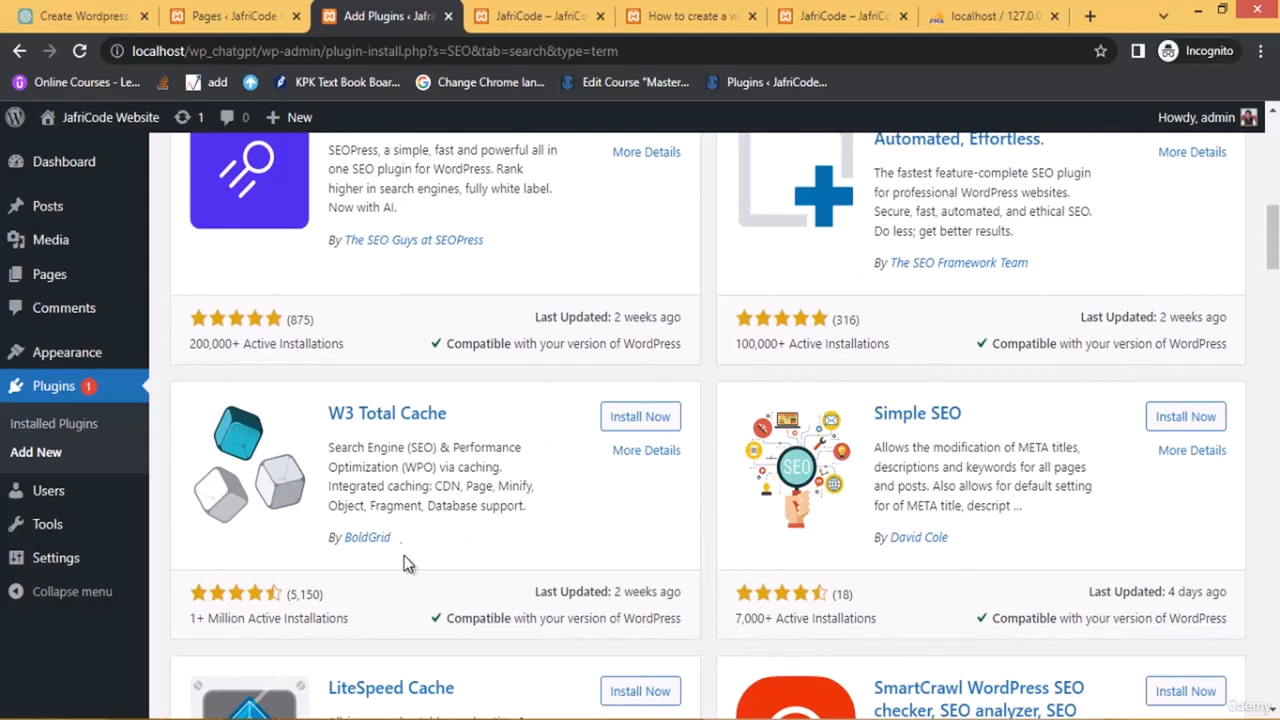 Create Wordpress
Pages ‹ JafriCode
Add Plugins ‹ Jafri
JafriCode – JafriC
How to create a w
JafriCode – JafriC
localhost / 127.0.
localhost/wp_chatgpt/wp-admin/plugin-install.php?s=SEO&tab=search&type=term
Incognito
Online Courses - Le...
add
KPK Text Book Boar...
Change Chrome lan...
Edit Course "Master...
Plugins ‹ JafriCode...
JafriCode Website
1
0
New
Howdy, admin
Dashboard
Posts
Media
Pages
Comments
Appearance
Plugins 1
Installed Plugins
Add New
Users
Tools
Settings
Collapse menu
SEOPress, a simple, fast and powerful all in
one SEO plugin for WordPress. Rank
higher in search engines, fully white label.
Now with AI.
By The SEO Guys at SEOPress
More Details
(875)
200,000+ Active Installations
Last Updated: 2 weeks ago
Compatible with your version of WordPress
Automated, Effortless.
The fastest feature-complete SEO plugin
for professional WordPress websites.
Secure, fast, automated, and ethical SEO.
Do less; get better results.
By The SEO Framework Team
More Details
(316)
100,000+ Active Installations
Last Updated: 2 weeks ago
Compatible with your version of WordPress
W3 Total Cache
Search Engine (SEO) & Performance
Optimization (WPO) via caching.
Integrated caching: CDN, Page, Minify,
Object, Fragment, Database support.
By BoldGrid
Install Now
More Details
(5,150)
1+ Million Active Installations
Last Updated: 2 weeks ago
Compatible with your version of WordPress
SEO
Simple SEO
Allows the modification of META titles,
descriptions and keywords for all pages
and posts. Also allows for default setting
for of META title, descript ...
By David Cole
Install Now
More Details
(18)
7,000+ Active Installations
Last Updated: 4 days ago
Compatible with your version of WordPress
LiteSpeed Cache
Install Now
SmartCrawl WordPress SEO
checker, SEO analyzer, SEO
Install Now
ûdemy